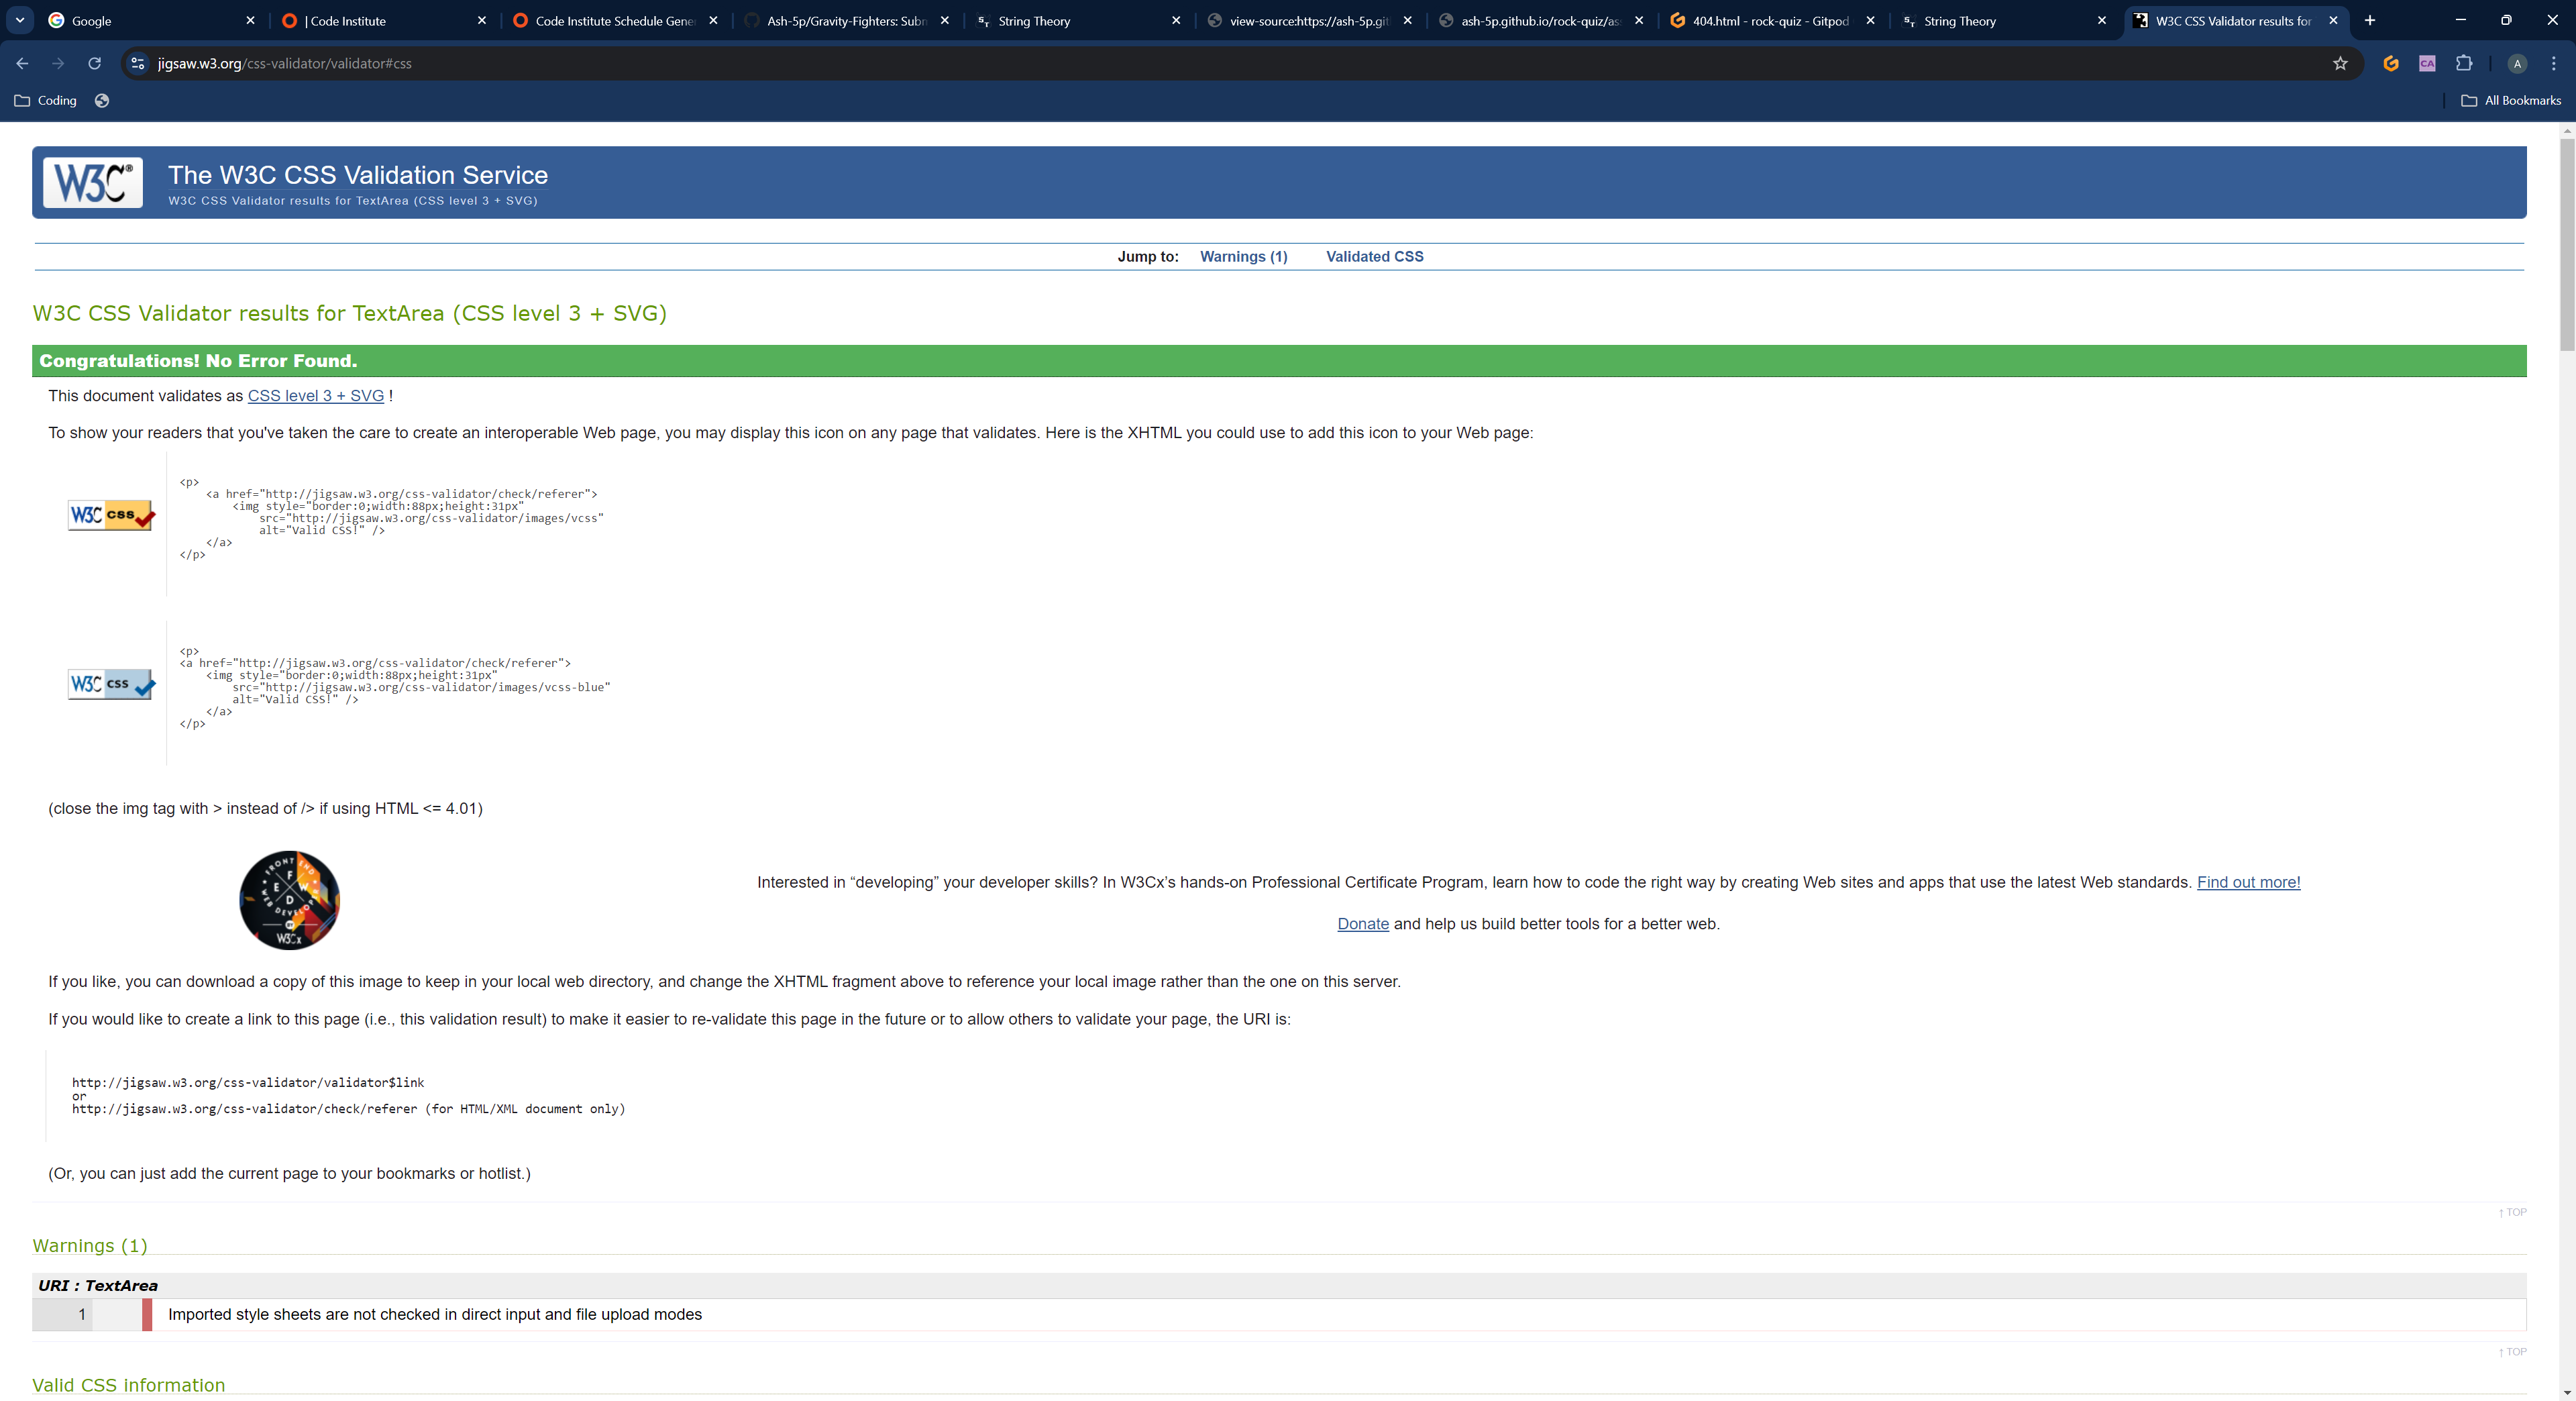 Google
| Code Institute
Code Institute Schedule Gene
Ash-5p/Gravity-Fighters: Subm
String Theory
view-source:https://ash-5p.git
ash-5p.github.io/rock-quiz/as
404.html - rock-quiz - Gitpod
String Theory
W3C CSS Validator results for
jigsaw.w3.org/css-validator/validator#css
CA
A
Coding
All Bookmarks
W3C®
The W3C CSS Validation Service
W3C CSS Validator results for TextArea (CSS level 3 + SVG)
Jump to: Warnings (1) Validated CSS
W3C CSS Validator results for TextArea (CSS level 3 + SVG)
Congratulations! No Error Found.
This document validates as CSS level 3 + SVG !
To show your readers that you've taken the care to create an interoperable Web page, you may display this icon on any page that validates. Here is the XHTML you could use to add this icon to your Web page:
W3C css
<p>
<a href="http://jigsaw.w3.org/css-validator/check/referer">
<img style="border:0;width:88px;height:31px"
src="http://jigsaw.w3.org/css-validator/images/vcss"
alt="Valid CSS!" />
</a>
</p>
W3C css
<p>
<a href="http://jigsaw.w3.org/css-validator/check/referer">
<img style="border:0;width:88px;height:31px"
src="http://jigsaw.w3.org/css-validator/images/vcss-blue"
alt="Valid CSS!" />
</a>
</p>
(close the img tag with > instead of /> if using HTML <= 4.01)
FRONT END
F
E W
D
WEB DEVELOPER
BY
W3Cx
Interested in “developing” your developer skills? In W3Cx’s hands-on Professional Certificate Program, learn how to code the right way by creating Web sites and apps that use the latest Web standards. Find out more!
Donate and help us build better tools for a better web.
If you like, you can download a copy of this image to keep in your local web directory, and change the XHTML fragment above to reference your local image rather than the one on this server.
If you would like to create a link to this page (i.e., this validation result) to make it easier to re-validate this page in the future or to allow others to validate your page, the URI is:
http://jigsaw.w3.org/css-validator/validator$link
or
http://jigsaw.w3.org/css-validator/check/referer (for HTML/XML document only)
(Or, you can just add the current page to your bookmarks or hotlist.)
↑ TOP
Warnings (1)
URI : TextArea
1 Imported style sheets are not checked in direct input and file upload modes
↑ TOP
Valid CSS information